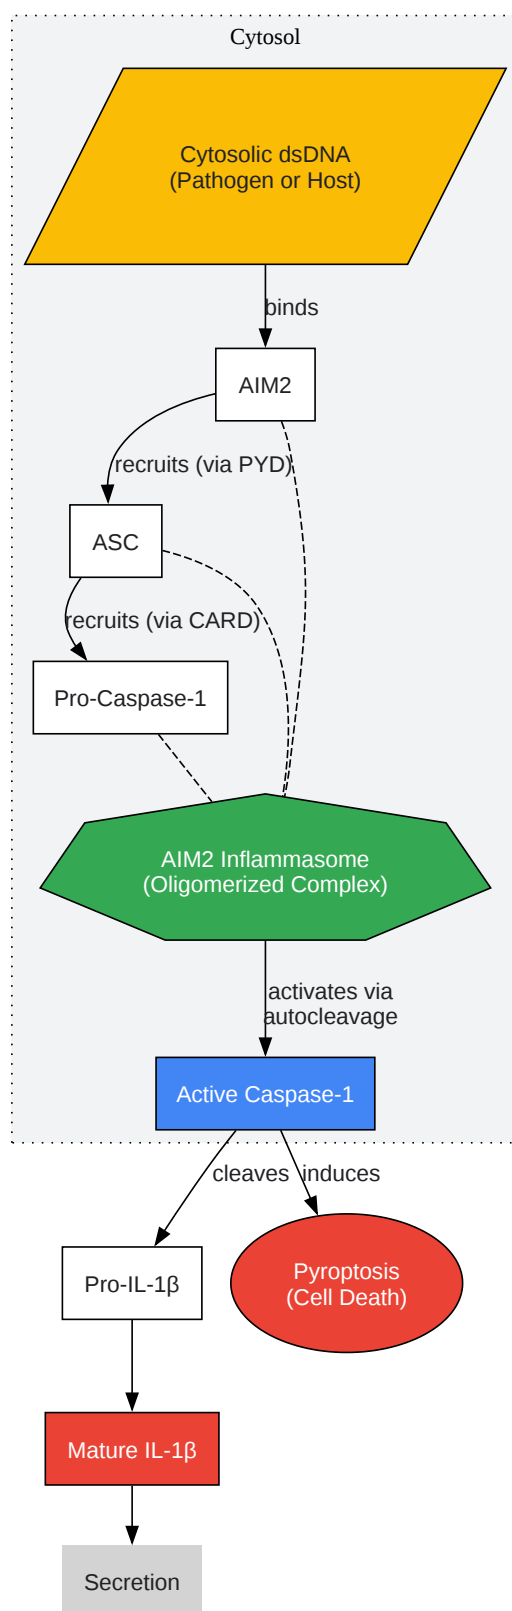 Cytosol
Cytosolic dsDNA
(Pathogen or Host)
binds
AIM2
recruits (via PYD)
ASC
recruits (via CARD)
Pro-Caspase-1
AIM2 Inflammasome
(Oligomerized Complex)
activates via
autocleavage
Active Caspase-1
cleaves
induces
Pro-IL-1β
Pyroptosis
(Cell Death)
Mature IL-1β
Secretion